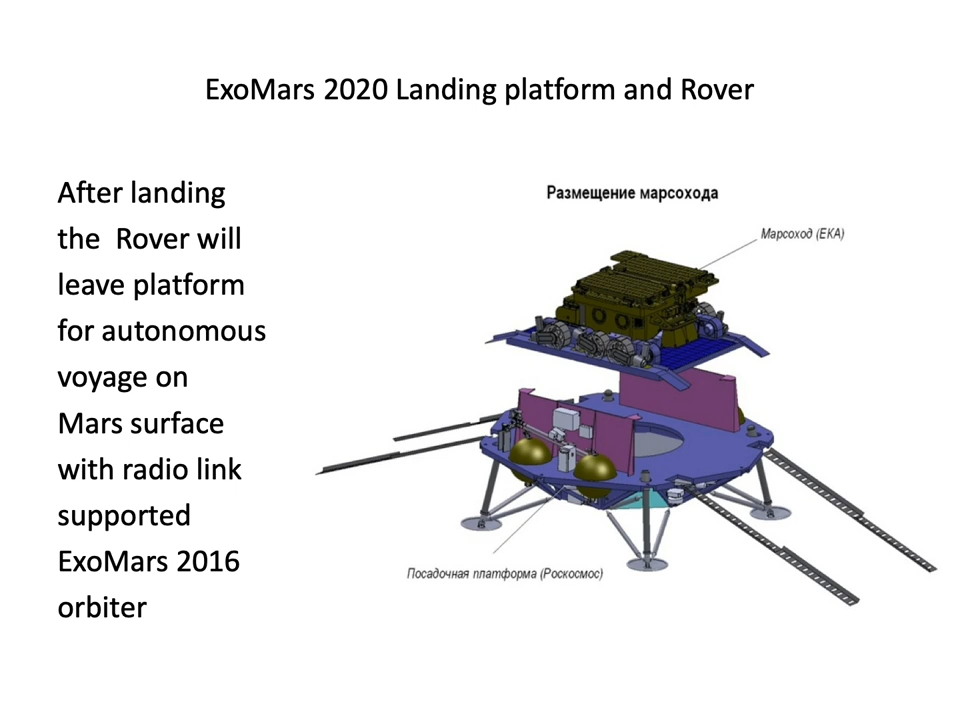 ExoMars 2020 Landing platform and Rover
After landing
the  Rover will
leave platform
for autonomous
voyage on
Mars surface
with radio link
supported
ExoMars 2016
orbiter
Размещение марсохода
Марсоход (ЕКА)
Посадочная платформа (Роскосмос)